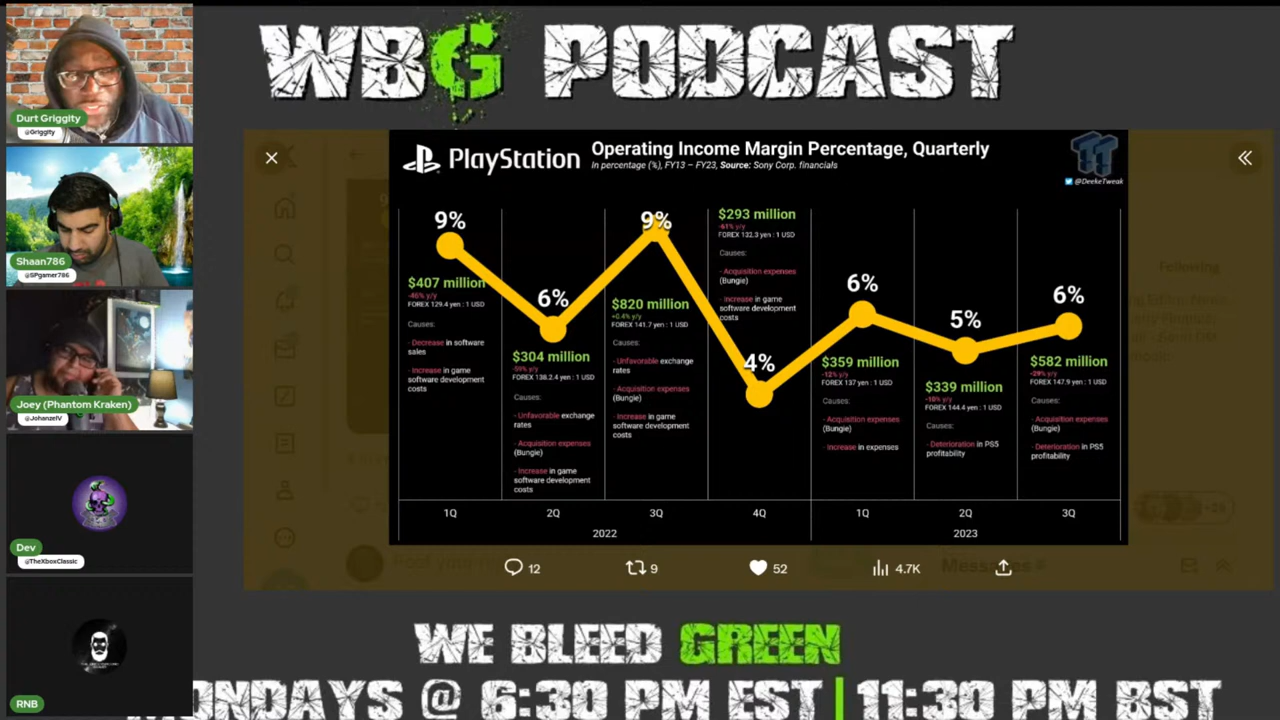 WBG PODCAST
Durt Griggity
@Griggity
Shaan786
@SPgamer786
Joey (Phantom Kraken)
@JohanzeIV
Dev
@TheXboxClassic
RNB
PlayStation
Operating Income Margin Percentage, Quarterly
In percentage (%), FY13 – FY23, Source: Sony Corp. financials
@DeekeTweak
9%
$407 million
-46% y/y
FOREX 129.4 yen : 1 USD
Causes:
- Decrease in software
sales
- Increase in game
software development
costs
6%
$304 million
FOREX 138.2.4 yen : 1 USD
Causes:
- Unfavorable exchange
rates
- Acquisition expenses
(Bungie)
- Increase in game
software development
costs
9%
$820 million
+0.4% y/y
FOREX 141.7 yen : 1 USD
Causes:
- Unfavorable exchange
rates
- Acquisition expenses
(Bungie)
- Increase in game
software development
costs
$293 million
-61% y/y
FOREX 132.3 yen : 1 USD
Causes:
- Acquisition expenses
(Bungie)
- Increase in game
software development
costs
4%
6%
$359 million
-12% y/y
FOREX 137 yen : 1 USD
Causes:
- Acquisition expenses
(Bungie)
- Increase in expenses
5%
$339 million
-10% y/y
FOREX 144.4 yen : 1 USD
Causes:
- Deterioration in PS5
profitability
6%
$582 million
-29% y/y
FOREX 147.9 yen : 1 USD
Causes:
- Acquisition expenses
(Bungie)
- Deterioration in PS5
profitability
1Q 2Q 3Q 4Q 1Q 2Q 3Q
2022 2023
12 9 52 4.7K
Following
Messages
WE BLEED GREEN
MONDAYS @ 6:30 PM EST | 11:30 PM BST